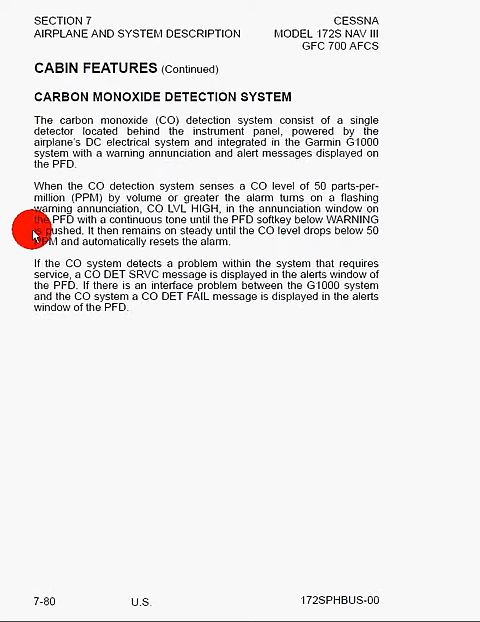 SECTION 7
CESSNA
AIRPLANE AND SYSTEM DESCRIPTION
MODEL 172S NAV III
GFC 700 AFCS
CABIN FEATURES (Continued)
CARBON MONOXIDE DETECTION SYSTEM
The carbon monoxide (CO) detection system consist of a single
detector located behind the instrument panel, powered by the
airplane's DC electrical system and integrated in the Garmin G1000
system with a warning annunciation and alert messages displayed on
the PFD.
When the CO detection system senses a CO level of 50 parts-per-
million (PPM) by volume or greater the alarm turns on a flashing
warning annunciation, CO LVL HIGH, in the annunciation window on
the PFD with a continuous tone until the PFD softkey below WARNING
is pushed. It then remains on steady until the CO level drops below 50
PPM and automatically resets the alarm.
If the CO system detects a problem within the system that requires
service, a CO DET SRVC message is displayed in the alerts window of
the PFD. If there is an interface problem between the G1000 system
and the CO system a CO DET FAIL message is displayed in the alerts
window of the PFD.
7-80
U.S.
172SPHBUS-00